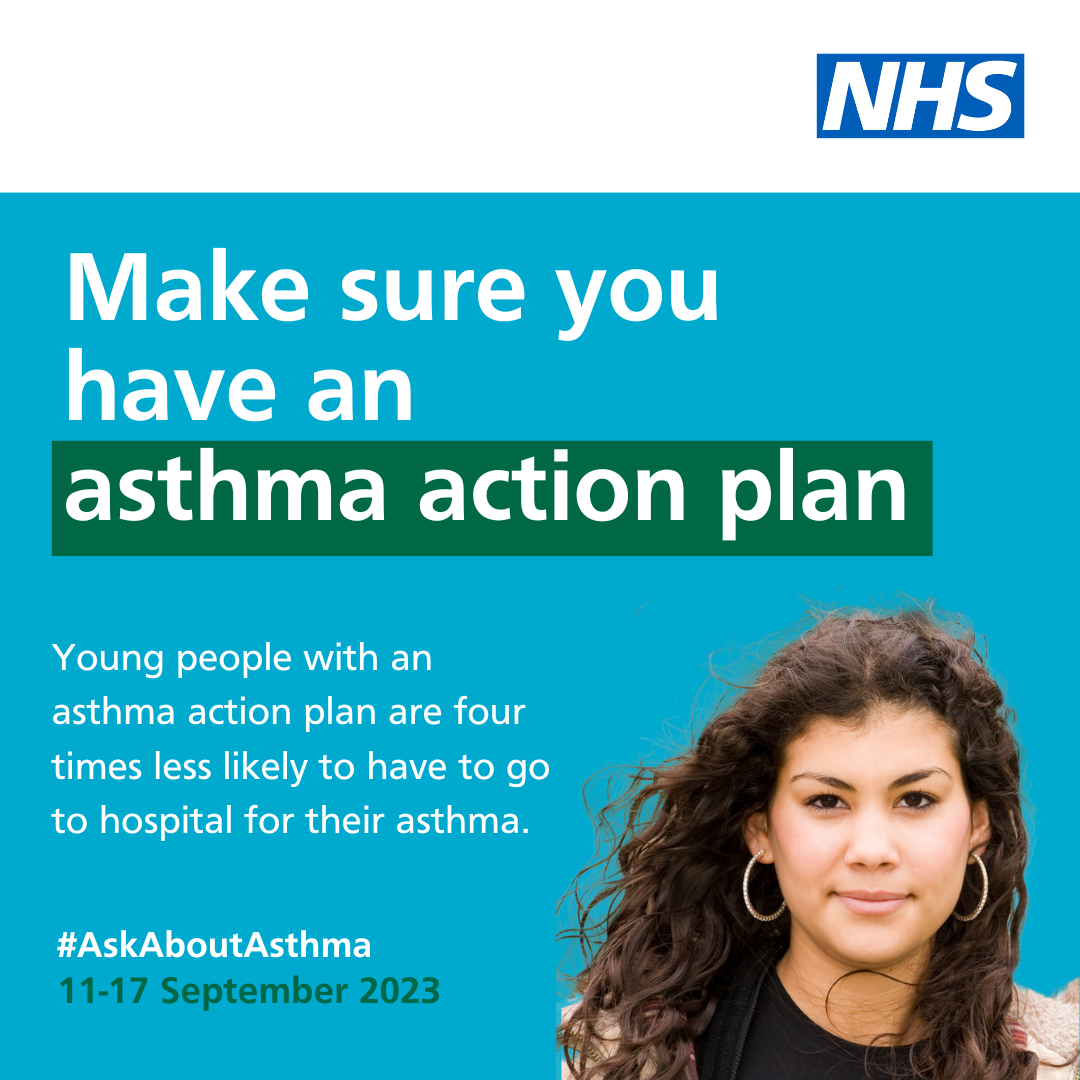 NHS
Make sure you
have an
asthma action plan
Young people with an
asthma action plan are four
times less likely to have to go
to hospital for their asthma.
#AskAboutAsthma
11-17 September 2023